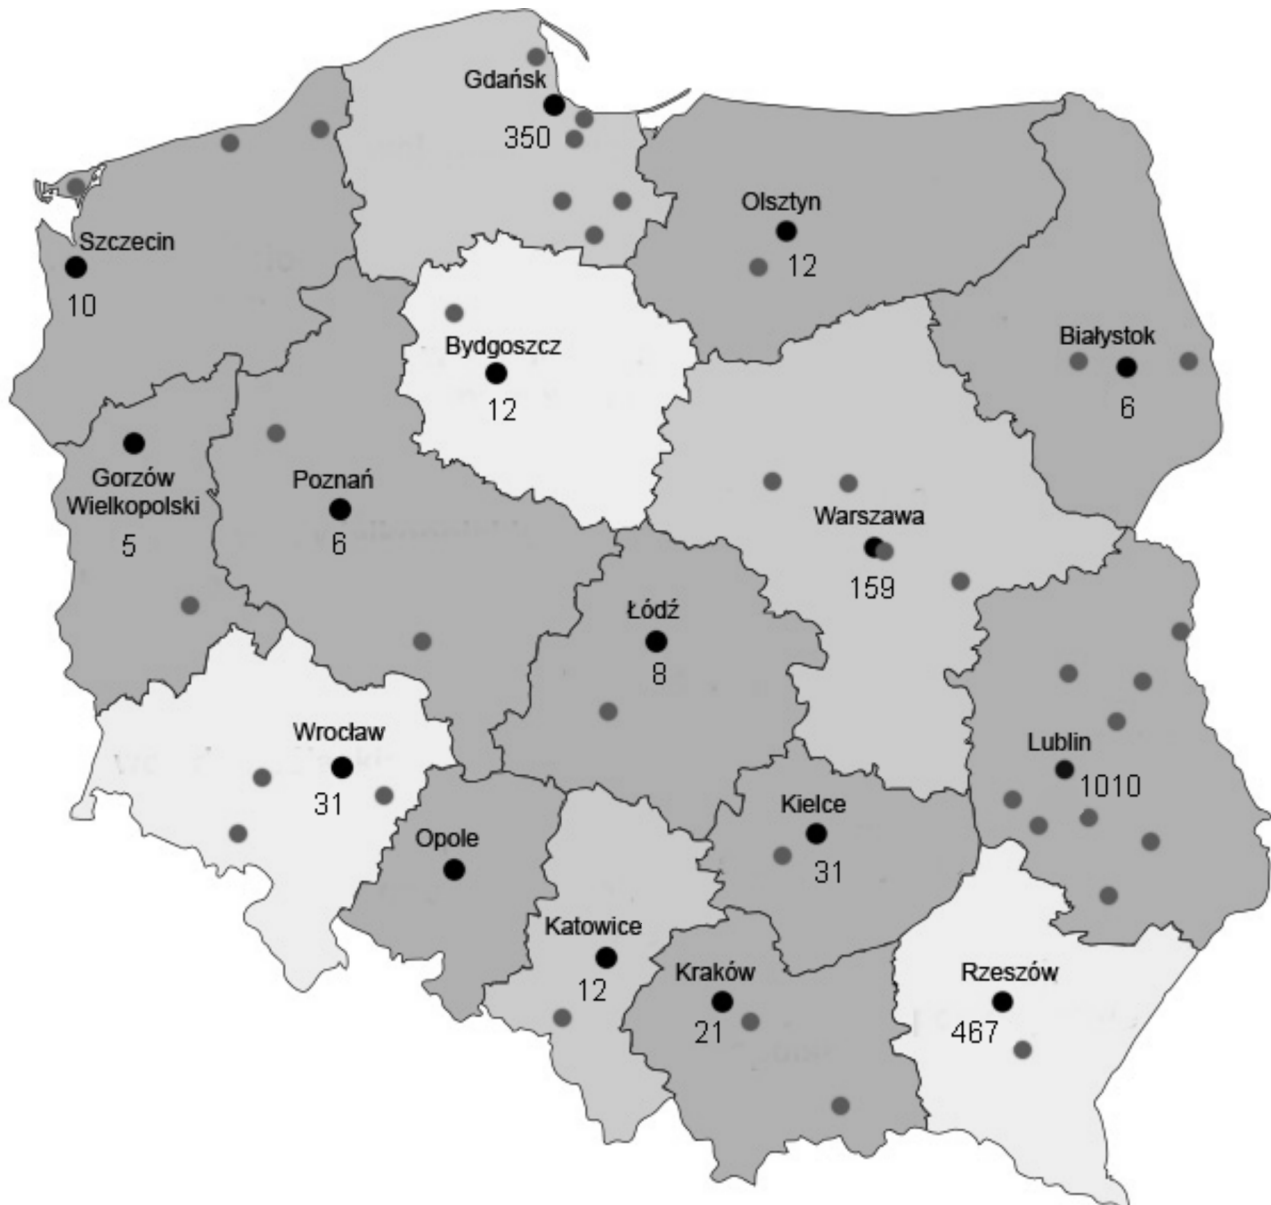 Gdańsk
350
Olsztyn
12
Szczecin
10
Bydgoszcz
12
Białystok
6
Gorzów
Wielkopolski
5
Poznań
6
Warszawa
159
Łódź
8
Wrocław
31
Lublin
1010
Opole
Kielce
31
Katowice
12
Kraków
21
Rzeszów
467